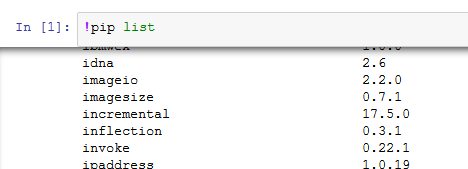 In [1]: !pip list
idna 2.6
imageio 2.2.0
imagesize 0.7.1
incremental 17.5.0
inflection 0.3.1
invoke 0.22.1
ipaddress 1.0.19